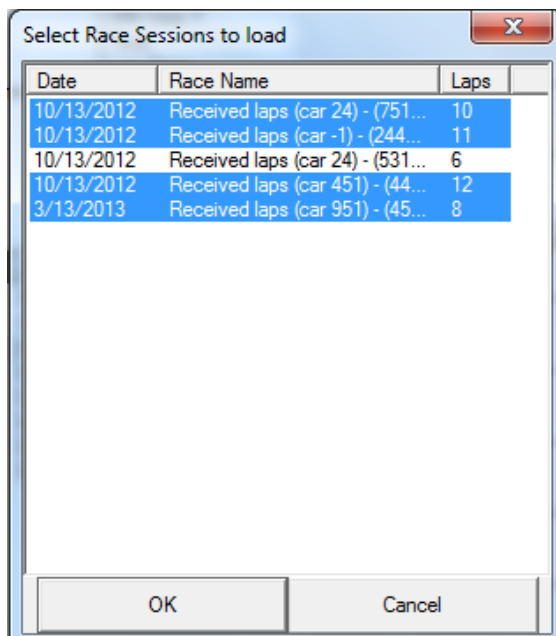 Select Race Sessions to load
Date Race Name Laps
10/13/2012 Received laps (car 24) - (751... 10
10/13/2012 Received laps (car -1) - (244... 11
10/13/2012 Received laps (car 24) - (531... 6
10/13/2012 Received laps (car 451) - (44... 12
3/13/2013 Received laps (car 951) - (45... 8
OK Cancel